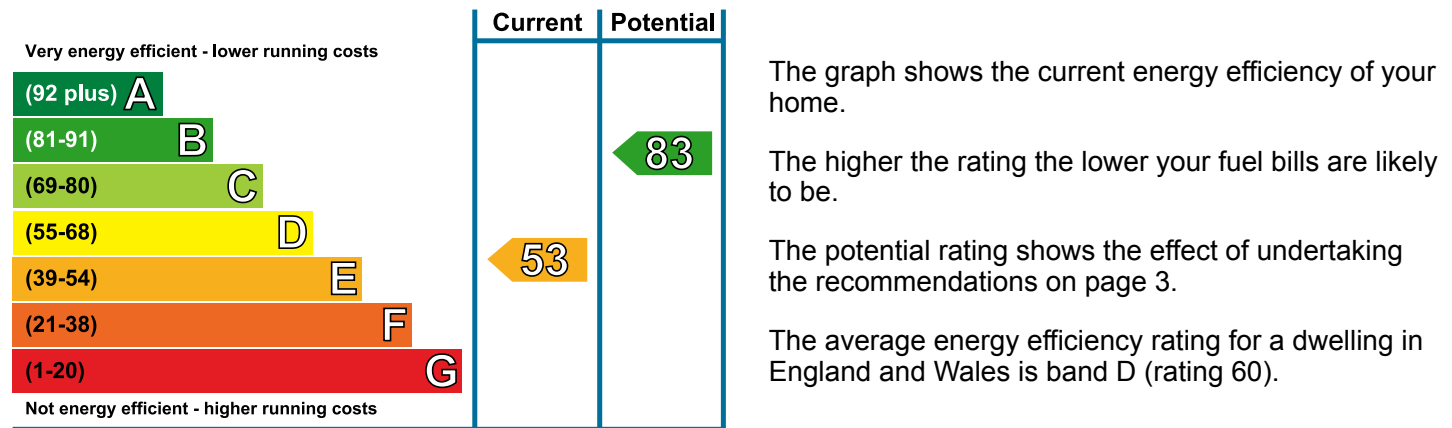 Current Potential
Very energy efficient - lower running costs
(92 plus) A
(81-91) B
(69-80) C
(55-68) D
(39-54) E
(21-38) F
(1-20) G
Not energy efficient - higher running costs
83
53
The graph shows the current energy efficiency of your
home.
The higher the rating the lower your fuel bills are likely
to be.
The potential rating shows the effect of undertaking
the recommendations on page 3.
The average energy efficiency rating for a dwelling in
England and Wales is band D (rating 60).